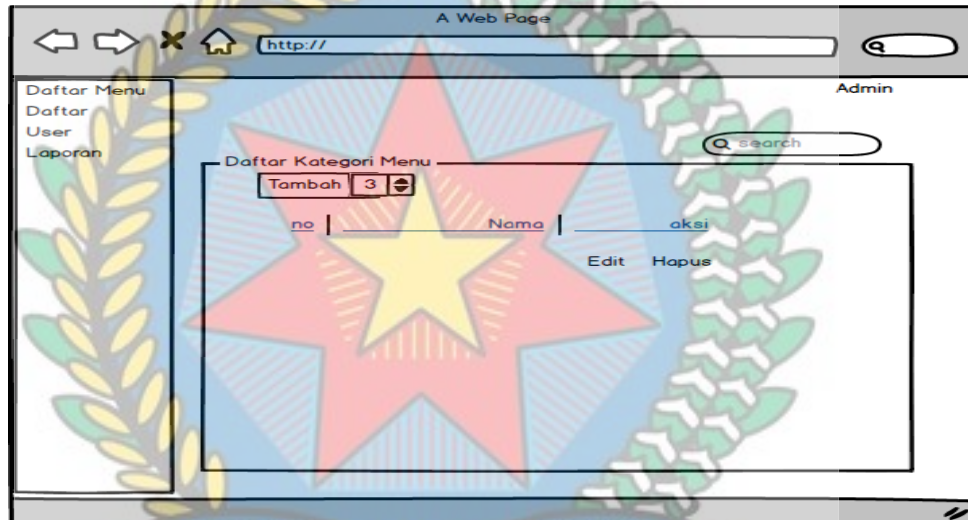 A Web Page
http://
Daftar Menu
Daftar
User
Laporan
Admin
search
Daftar Kategori Menu
Tambah 3
no Nama aksi
Edit Hapus